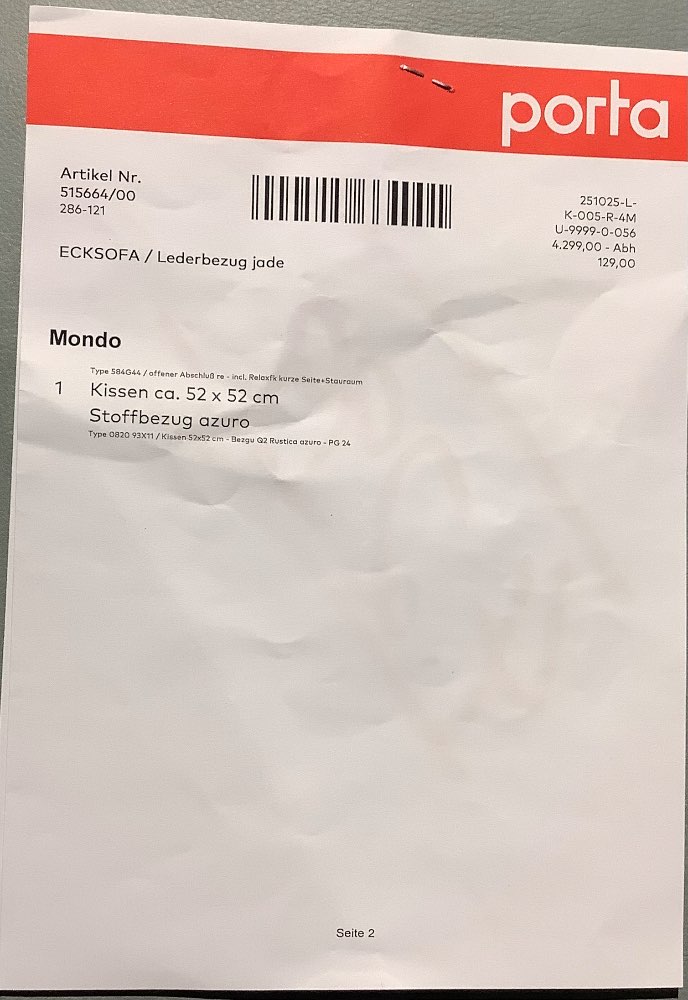 porta
Artikel Nr.
515664/00
286-121
251025-L-
K-005-R-4M
U-9999-0-056
4.299,00 - Abh
129,00
ECKSOFA / Lederbezug jade
Mondo
Type 584G44 / offener Abschluß re - incl. Relaxfk kurze Seite+Stauraum
1 Kissen ca. 52 x 52 cm
Stoffbezug azuro
Type 0820 93X11 / Kissen 52x52 cm - Bezgu Q2 Rustica azuro - PG 24
Seite 2